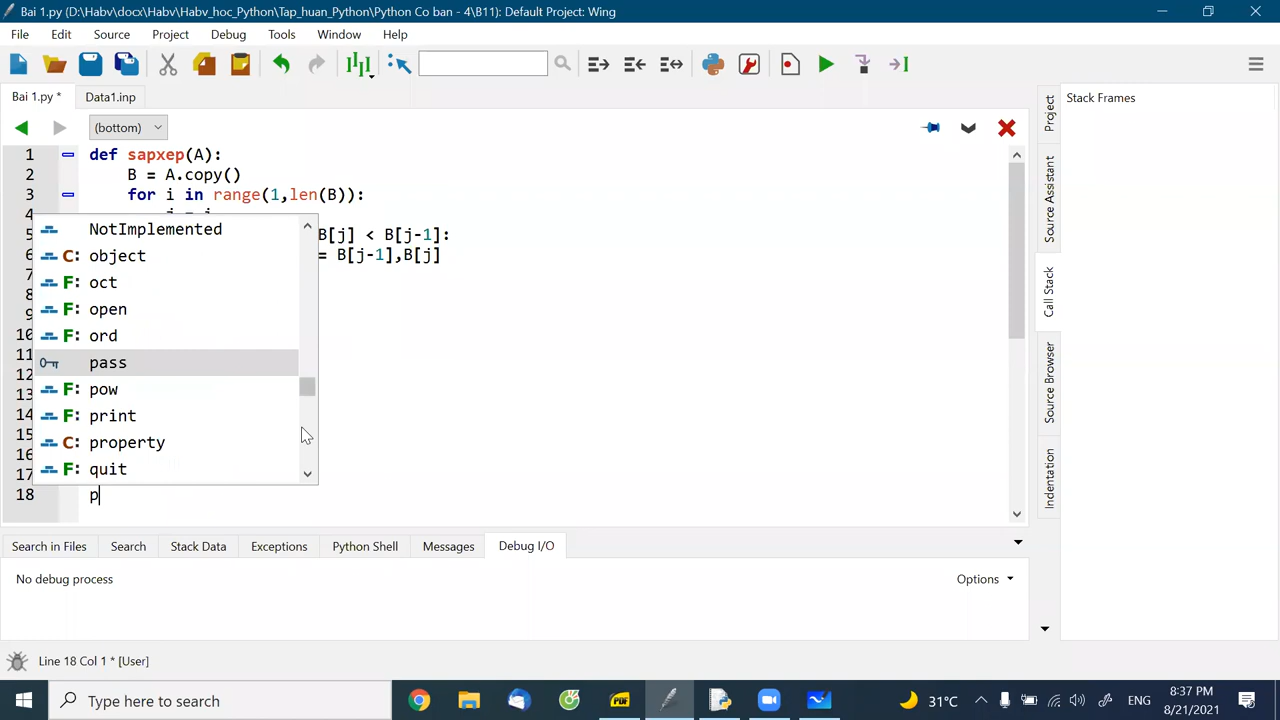 Bai 1.py (D:\Habv\docx\Habv\Habv_hoc_Python\Tap_huan_Python\Python Co ban - 4\B11): Default Project: Wing
File Edit Source Project Debug Tools Window Help
Bai 1.py * Data1.inp
(bottom)
Stack Frames
1 def sapxep(A):
2 B = A.copy()
3 for i in range(1,len(B)):
B[j] < B[j-1]:
= B[j-1],B[j]
NotImplemented
C: object
F: oct
F: open
F: ord
pass
F: pow
F: print
C: property
F: quit
10
11
12
13
14
15
16
17
18 p
Project
Source Assistant
Call Stack
Source Browser
Indentation
Search in Files Search Stack Data Exceptions Python Shell Messages Debug I/O
No debug process Options
Line 18 Col 1 * [User]
Type here to search
PDF
31°C ENG 8:37 PM
8/21/2021